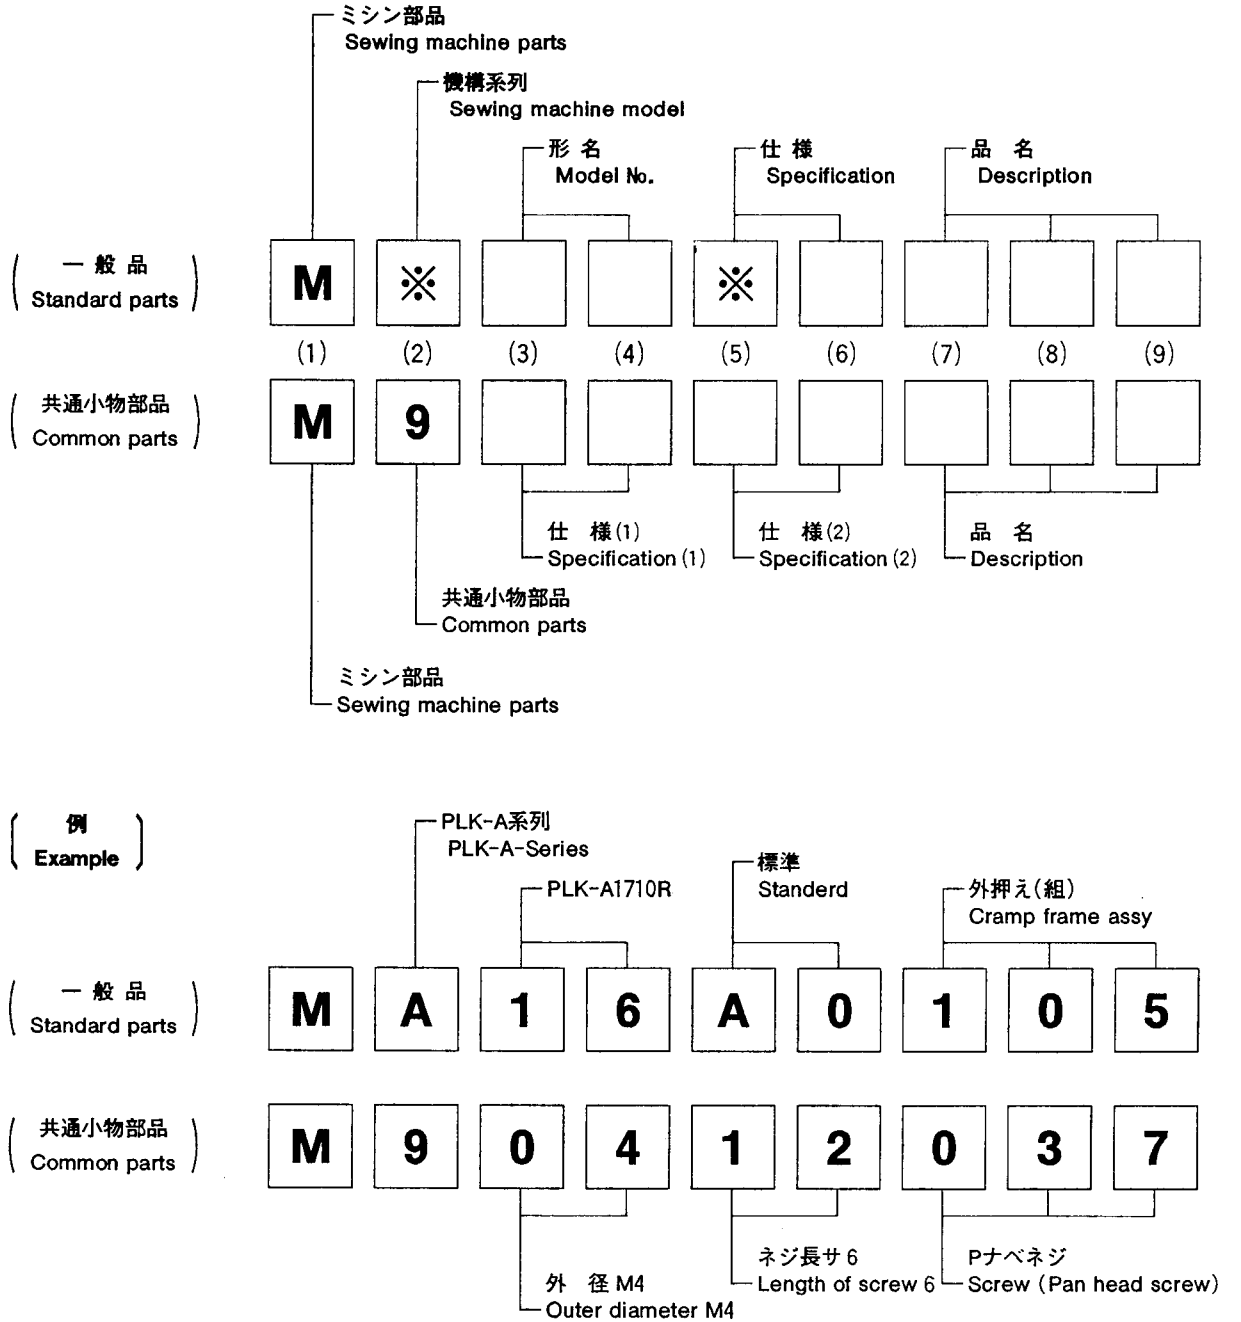 ミシン部品
Sewing machine parts
機構系列
Sewing machine model
形 名
Model No.
仕 様
Specification
品 名
Description
一 般 品
Standard parts
M ※ ※
(1) (2) (3) (4) (5) (6) (7) (8) (9)
共通小物部品
Common parts
M 9
仕 様(1)
Specification (1)
仕 様(2)
Specification (2)
品 名
Description
共通小物部品
Common parts
ミシン部品
Sewing machine parts
例
Example
PLK-A系列
PLK-A-Series
PLK-A1710R
標準
Standerd
外押え(組)
Cramp frame assy
一 般 品
Standard parts
M A 1 6 A 0 1 0 5
共通小物部品
Common parts
M 9 0 4 1 2 0 3 7
外 径 M4
Outer diameter M4
ネジ長サ 6
Length of screw 6
Pナベネジ
Screw (Pan head screw)